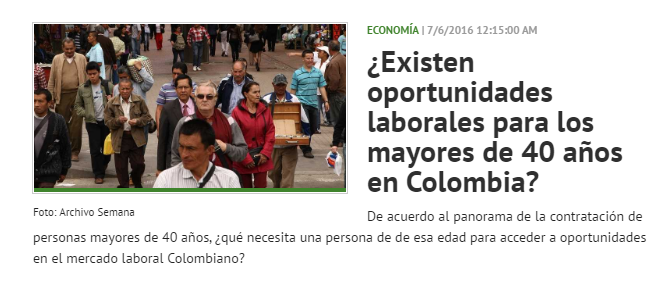 ECONOMÍA | 7/6/2016 12:15:00 AM
¿Existen
oportunidades
laborales para los
mayores de 40 años
en Colombia?
Foto: Archivo Semana
De acuerdo al panorama de la contratación de
personas mayores de 40 años, ¿qué necesita una persona de de esa edad para acceder a oportunidades
en el mercado laboral Colombiano?